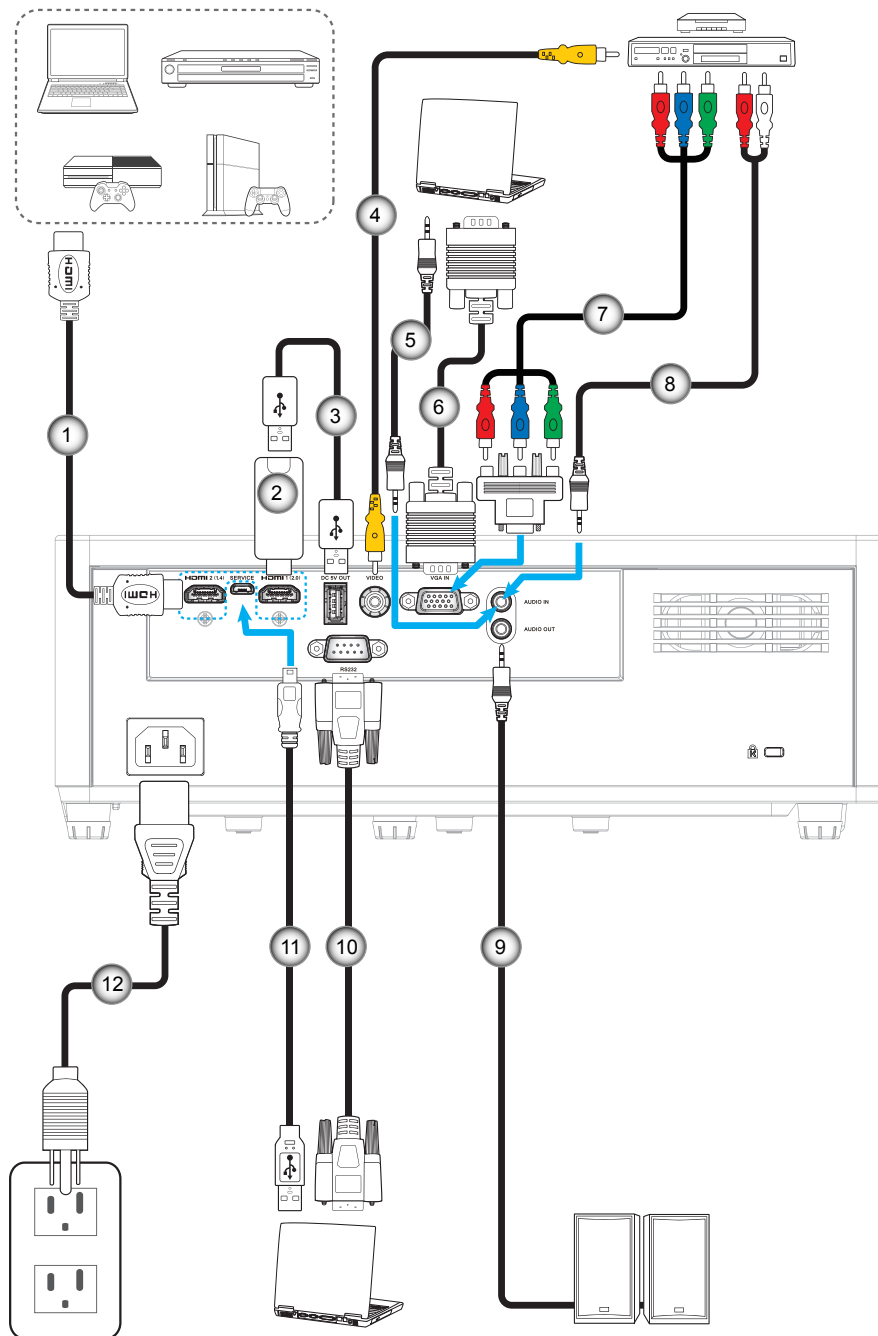 4
HDMI
5
7
3
6
8
1
2
HDMI
HDMI 2 (1.4)
SERVICE
HDMI 1 (2.0)
DC 5V OUT
VIDEO
VGA IN
AUDIO IN
AUDIO OUT
RS232
11
10
9
12